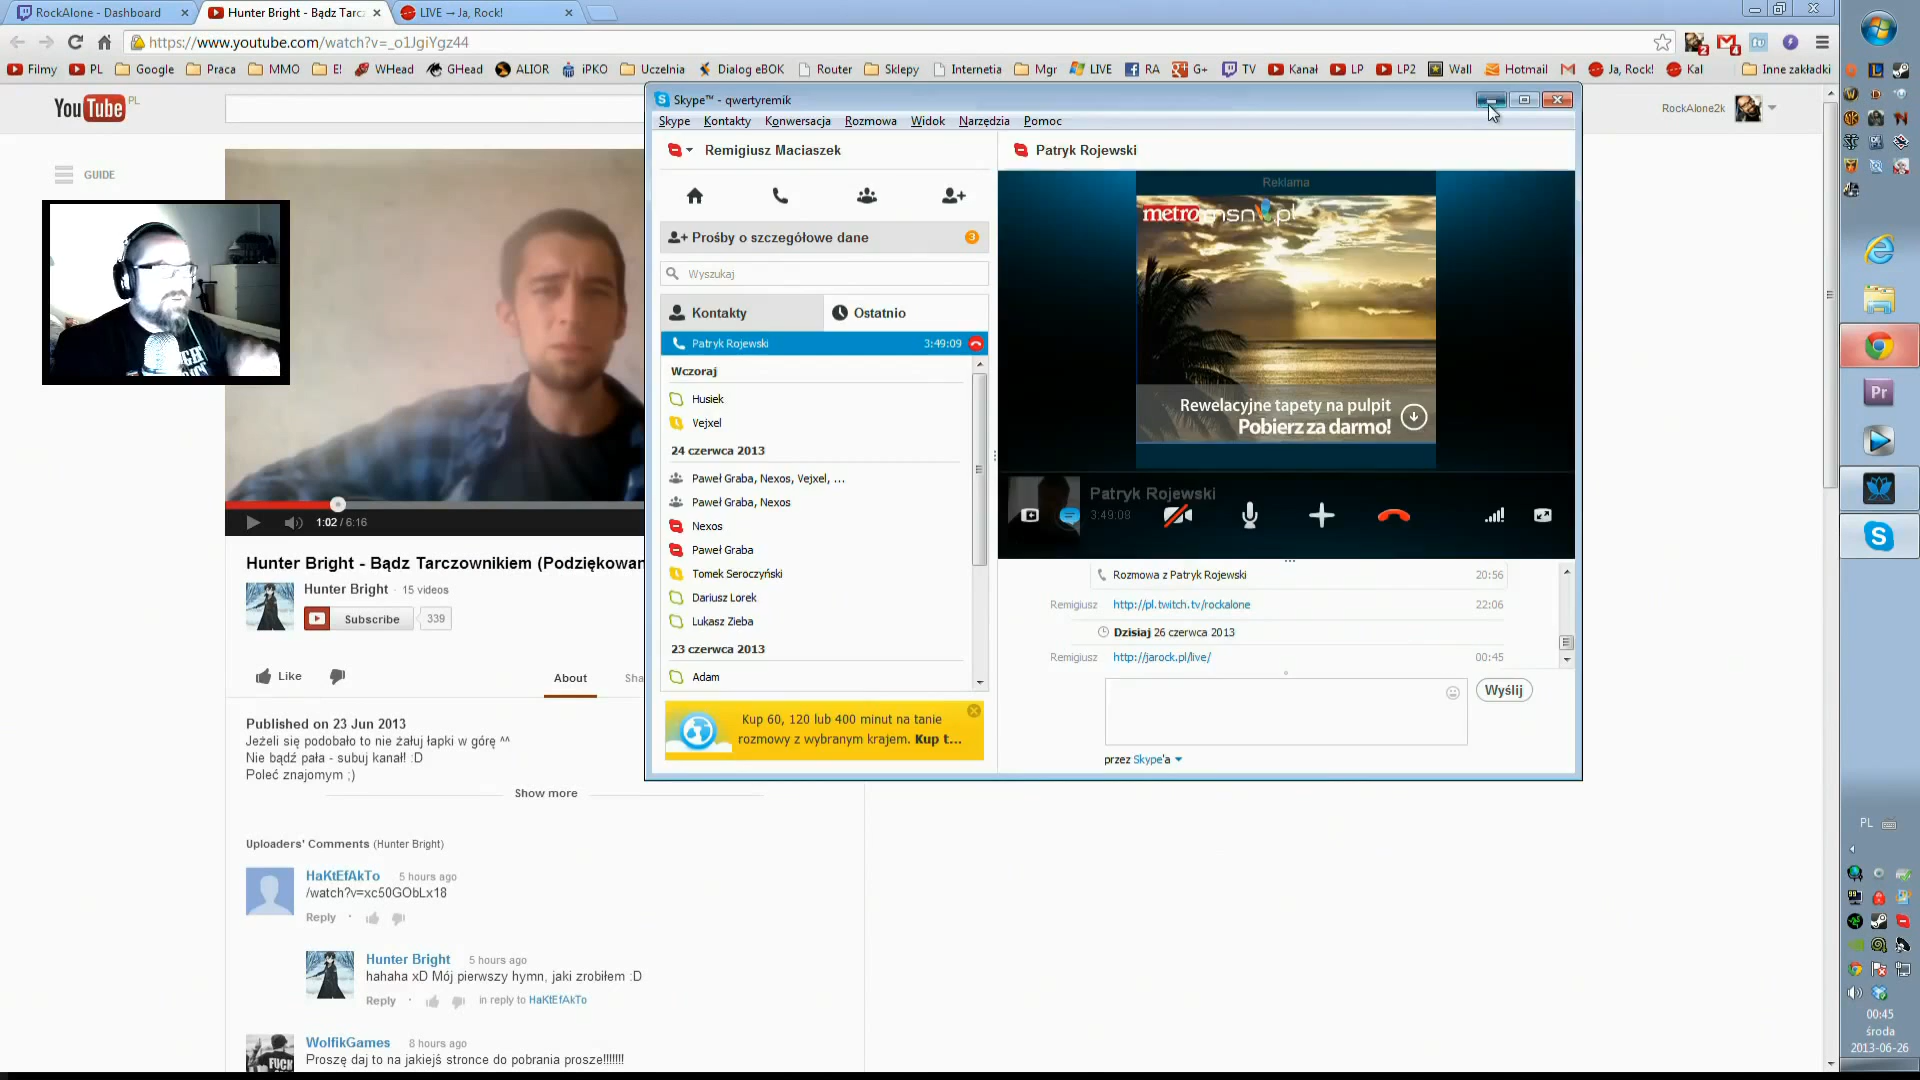 RockAlone - Dashboard
Hunter Bright - Bądz Tarcz
LIVE → Ja, Rock!
https://www.youtube.com/watch?v=_o1JgiYgz44
Filmy
PL
Google
Praca
MMO
E!
WHead
GHead
ALIOR
iPKO
Uczelnia
Dialog eBOK
Router
Sklepy
Internetia
Mgr
LIVE
RA
G+
TV
Kanał
LP
LP2
Wall
Hotmail
Ja, Rock!
Kal
Inne zakładki
YouTube PL
RockAlone2k
GUIDE
1:02 / 6:16
Hunter Bright - Bądz Tarczownikiem (Podziękowan
Hunter Bright · 15 videos
Subscribe 339
Like
About
Sha
Published on 23 Jun 2013
Jeżeli się podobało to nie żałuj łapki w górę ^^
Nie bądź pała - subuj kanał! :D
Poleć znajomym ;)
Show more
Uploaders' Comments (Hunter Bright)
HaKtEfAkTo 5 hours ago
/watch?v=xc50GObLx18
Reply ·
Hunter Bright 5 hours ago
hahaha xD Mój pierwszy hymn, jaki zrobiłem :D
Reply · in reply to HaKtEfAkTo
WolfikGames 8 hours ago
Proszę daj to na jakiejś stronce do pobrania prosze!!!!!!!
Skype™ - qwertyremik
Skype Kontakty Konwersacja Rozmowa Widok Narzędzia Pomoc
Remigiusz Maciaszek
Prośby o szczegółowe dane 3
Wyszukaj
Kontakty
Ostatnio
Patryk Rojewski 3:49:09
Wczoraj
Husiek
Vejxel
24 czerwca 2013
Paweł Graba, Nexos, Vejxel, ...
Paweł Graba, Nexos
Nexos
Paweł Graba
Tomek Seroczyński
Dariusz Lorek
Lukasz Zieba
23 czerwca 2013
Adam
Kup 60, 120 lub 400 minut na tanie
rozmowy z wybranym krajem. Kup t...
Patryk Rojewski
Reklama
metro msn pl
Rewelacyjne tapety na pulpit
Pobierz za darmo!
Patryk Rojewski
3:49:08
Rozmowa z Patryk Rojewski 20:56
Remigiusz http://pl.twitch.tv/rockalone 22:06
Dzisiaj 26 czerwca 2013
Remigiusz http://jarock.pl/live/ 00:45
Wyślij
przez Skype'a
Pr
PL
00:45
środa
2013-06-26